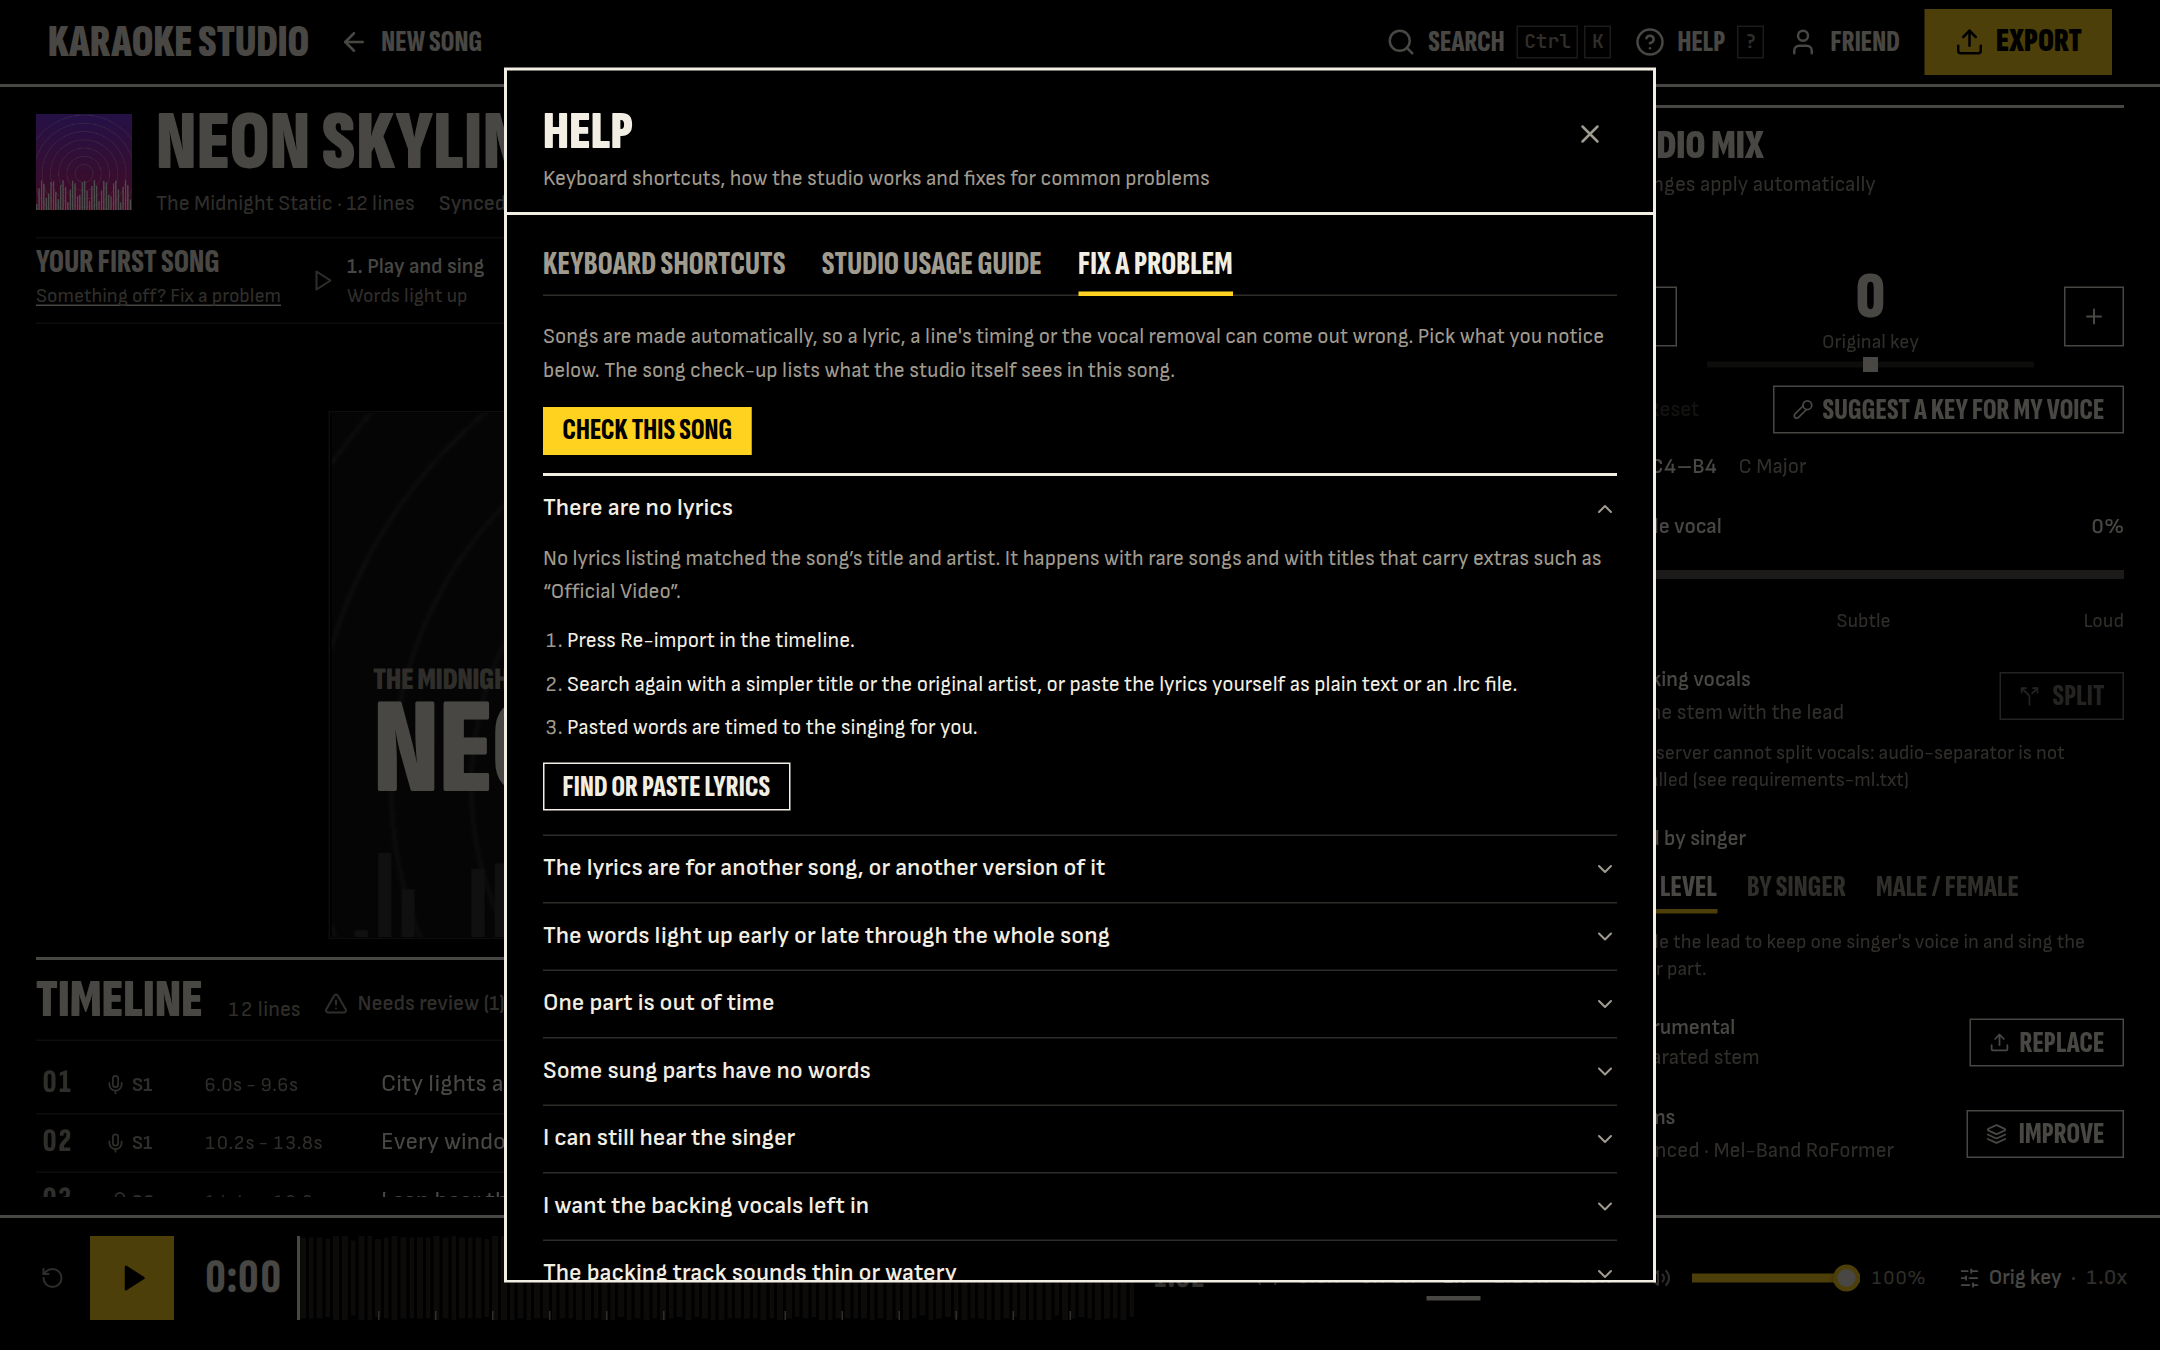 KARAOKE STUDIO
NEW SONG
SEARCH Ctrl K
HELP ?
FRIEND
EXPORT
NEON
The Midnight Static · 12 lines Synced
YOUR FIRST SONG
Something off? Fix a problem
1. Play and sing
Words light up
THE
TIMELINE 12 lines Needs review (1)
01 S1 6.0s - 9.6s City lights
02 S1 10.2s - 13.8s Every
0:00
HELP
Keyboard shortcuts, how the studio works and fixes for common problems
KEYBOARD SHORTCUTS STUDIO USAGE GUIDE FIX A PROBLEM
Songs are made automatically, so a lyric, a line's timing or the vocal removal can come out wrong. Pick what you notice
below. The song check-up lists what the studio itself sees in this song.
CHECK THIS SONG
There are no lyrics
No lyrics listing matched the song’s title and artist. It happens with rare songs and with titles that carry extras such as
“Official Video”.
1. Press Re-import in the timeline.
2. Search again with a simpler title or the original artist, or paste the lyrics yourself as plain text or an .lrc file.
3. Pasted words are timed to the singing for you.
FIND OR PASTE LYRICS
The lyrics are for another song, or another version of it
The words light up early or late through the whole song
One part is out of time
Some sung parts have no words
I can still hear the singer
I want the backing vocals left in
The backing track sounds thin or watery
MIX
apply automatically
0
Original key
SUGGEST A KEY FOR MY VOICE
C4–B4 C Major
vocal 0%
Subtle Loud
vocals
stem with the lead
SPLIT
server cannot split vocals: audio-separator is not
(see requirements-ml.txt)
by singer
LEVEL BY SINGER MALE / FEMALE
the lead to keep one singer's voice in and sing the
part.
stem
REPLACE
· Mel-Band RoFormer
IMPROVE
100%
Orig key · 1.0x